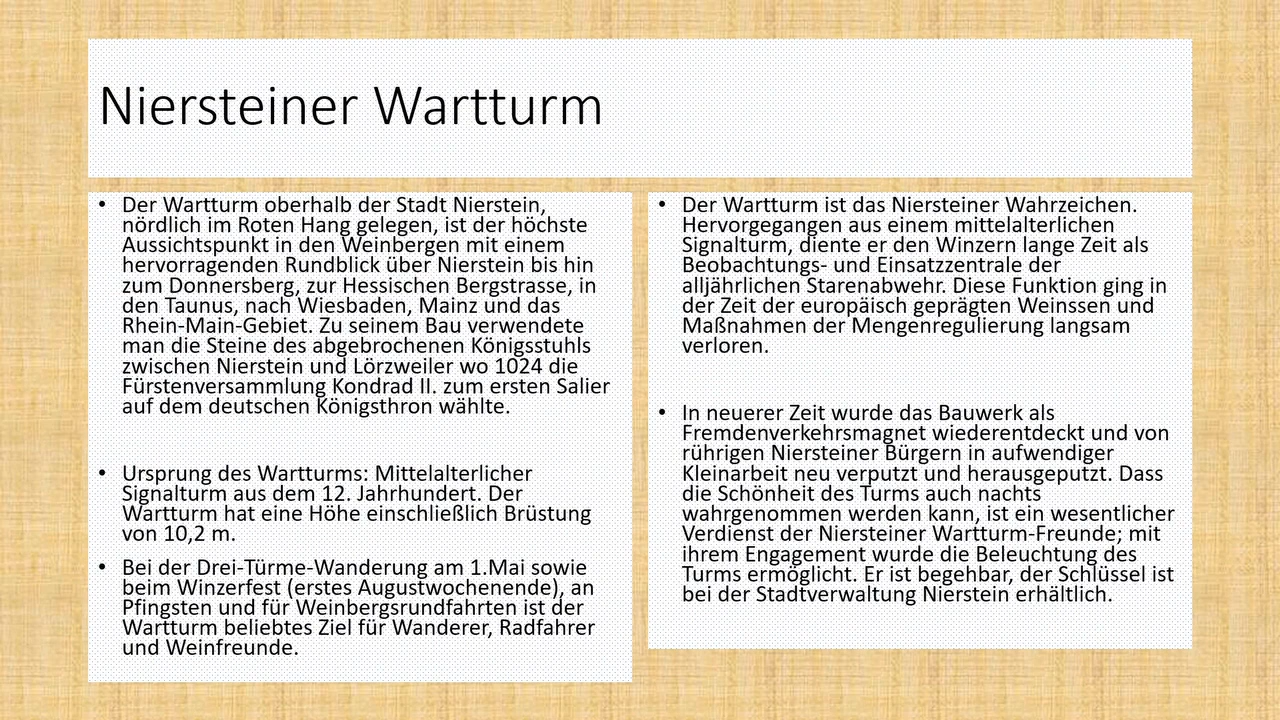 Niersteiner Wartturm
• Der Wartturm oberhalb der Stadt Nierstein,
nördlich im Roten Hang gelegen, ist der höchste
Aussichtspunkt in den Weinbergen mit einem
hervorragenden Rundblick über Nierstein bis hin
zum Donnersberg, zur Hessischen Bergstrasse, in
den Taunus, nach Wiesbaden, Mainz und das
Rhein-Main-Gebiet. Zu seinem Bau verwendete
man die Steine des abgebrochenen Königsstuhls
zwischen Nierstein und Lörzweiler wo 1024 die
Fürstenversammlung Kondrad II. zum ersten Salier
auf dem deutschen Königsthron wählte.
• Ursprung des Wartturms: Mittelalterlicher
Signalturm aus dem 12. Jahrhundert. Der
Wartturm hat eine Höhe einschließlich Brüstung
von 10,2 m.
• Bei der Drei-Türme-Wanderung am 1.Mai sowie
beim Winzerfest (erstes Augustwochenende), an
Pfingsten und für Weinbergsrundfahrten ist der
Wartturm beliebtes Ziel für Wanderer, Radfahrer
und Weinfreunde.
• Der Wartturm ist das Niersteiner Wahrzeichen.
Hervorgegangen aus einem mittelalterlichen
Signalturm, diente er den Winzern lange Zeit als
Beobachtungs- und Einsatzzentrale der
alljährlichen Starenabwehr. Diese Funktion ging in
der Zeit der europäisch geprägten Weinssen und
Maßnahmen der Mengenregulierung langsam
verloren.
• In neuerer Zeit wurde das Bauwerk als
Fremdenverkehrsmagnet wiederentdeckt und von
rührigen Niersteiner Bürgern in aufwendiger
Kleinarbeit neu verputzt und herausgeputzt. Dass
die Schönheit des Turms auch nachts
wahrgenommen werden kann, ist ein wesentlicher
Verdienst der Niersteiner Wartturm-Freunde; mit
ihrem Engagement wurde die Beleuchtung des
Turms ermöglicht. Er ist begehbar, der Schlüssel ist
bei der Stadtverwaltung Nierstein erhältlich.